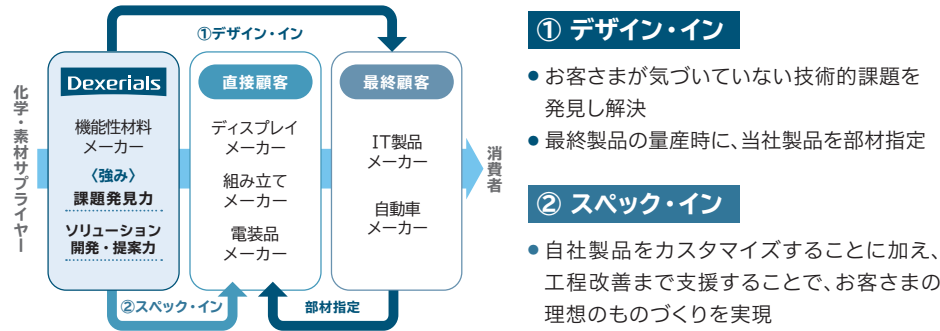 化学・素材サプライヤー
①デザイン・イン
Dexerials
機能性材料
メーカー
〈強み〉
課題発見力
ソリューション
開発・提案力
直接顧客
ディスプレイ
メーカー
組み立て
メーカー
電装品
メーカー
最終顧客
IT製品
メーカー
自動車
メーカー
消費者
②スペック・イン
部材指定
① デザイン・イン
●お客さまが気づいていない技術的課題を
発見し解決
●最終製品の量産時に、当社製品を部材指定
② スペック・イン
●自社製品をカスタマイズすることに加え、
工程改善まで支援することで、お客さまの
理想のものづくりを実現